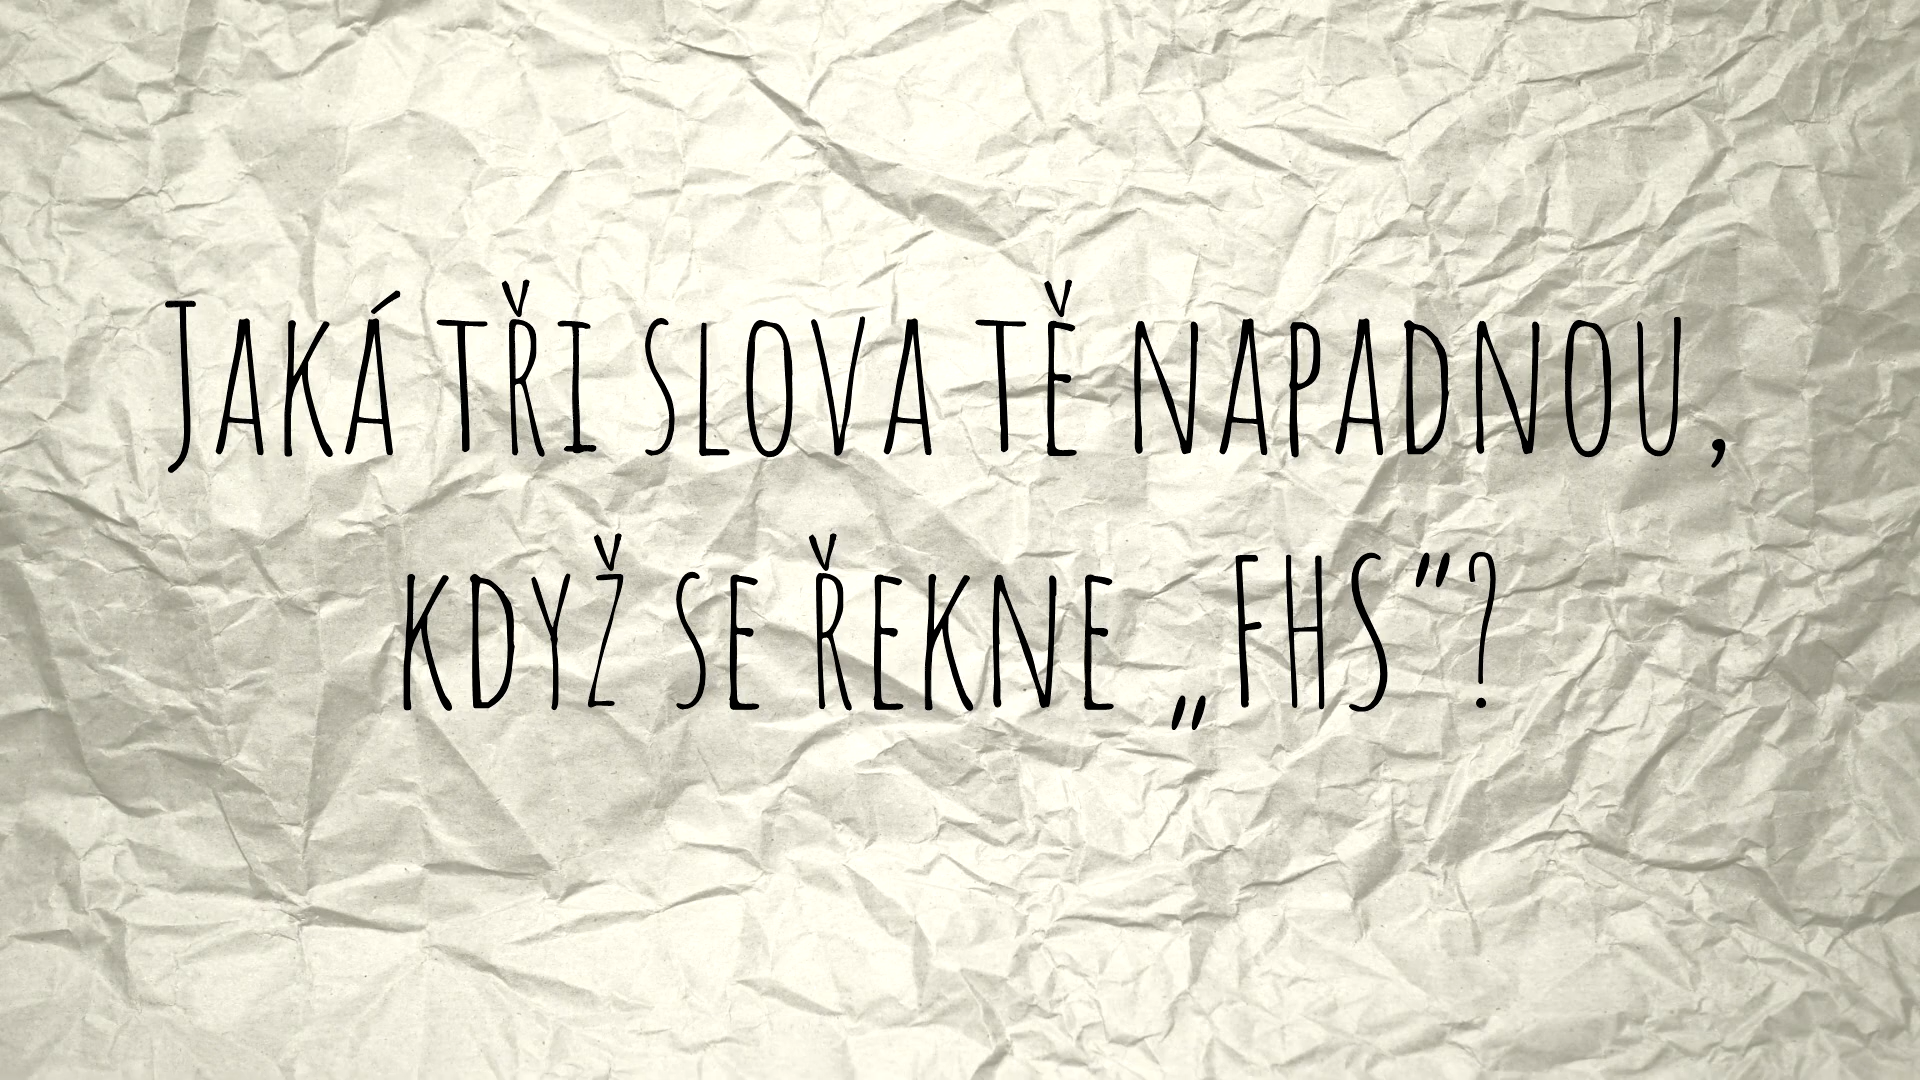 Jaká tři slova tě napadnou,
když se řekne „FHS“?